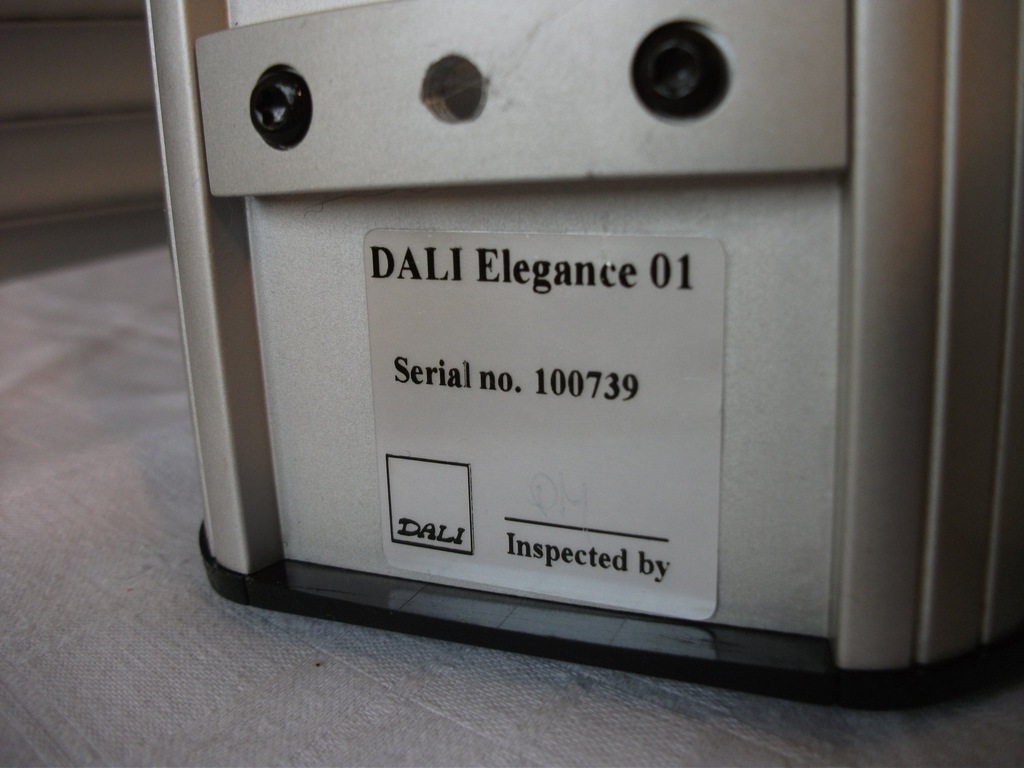 DALI Elegance 01
Serial no. 100739
DALI
Inspected by